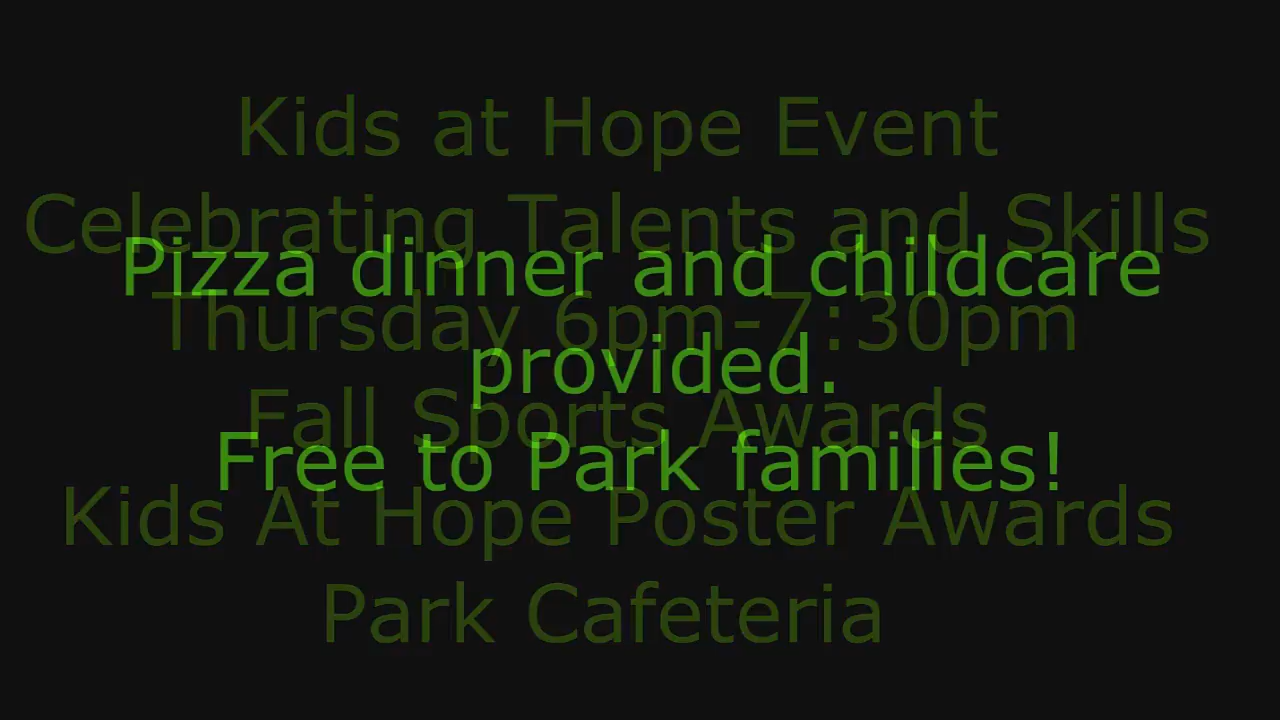 Kids at Hope Event
Celebrating Talents and Skills
Thursday 6pm-7:30pm
Fall Sports Awards
Kids At Hope Poster Awards
Park Cafeteria
Pizza dinner and childcare
provided.
Free to Park families!